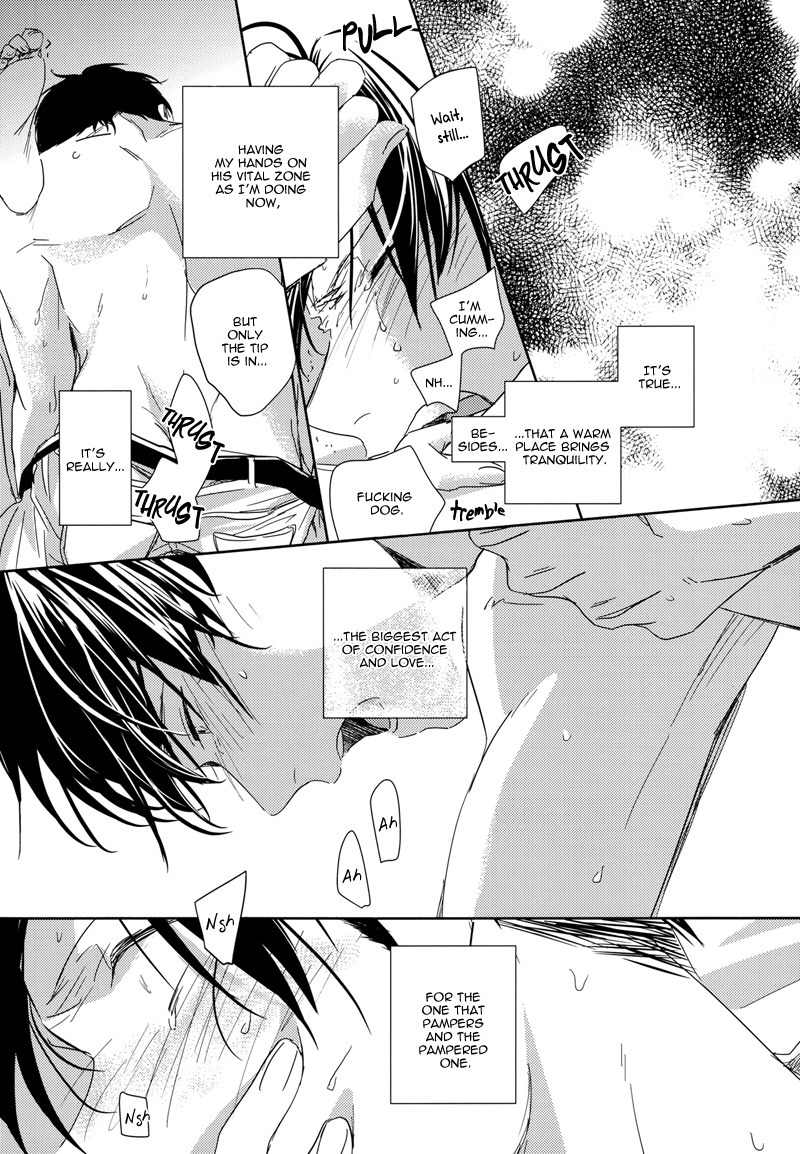 PULL
Wait,
still...
THRUST
HAVING
MY HANDS ON
HIS VITAL ZONE
AS I'M DOING
NOW,
BUT
ONLY
THE TIP
IS IN...
I'M
CUMM-
ING...
NH...
IT'S
TRUE...
BE-
SIDES...
...THAT A WARM
PLACE BRINGS
TRANQUILITY.
IT'S
REALLY...
THRUST
THRUST
FUCKING
DOG.
tremble
...THE BIGGEST ACT
OF CONFIDENCE
AND LOVE...
Ah
Ah
Nsh
FOR THE
ONE THAT
PAMPERS
AND THE
PAMPERED
ONE.
Nsh